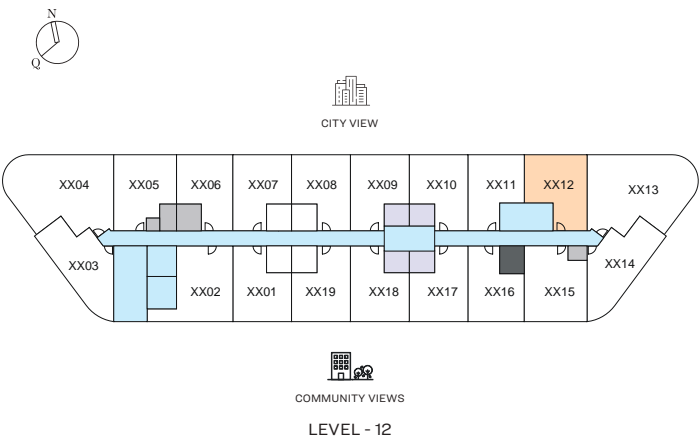 N
Q
CITY VIEW
XX04 XX05 XX06 XX07 XX08 XX09 XX10 XX11 XX12 XX13
XX03 XX14
XX02 XX01 XX19 XX18 XX17 XX16 XX15
COMMUNITY VIEWS
LEVEL - 12